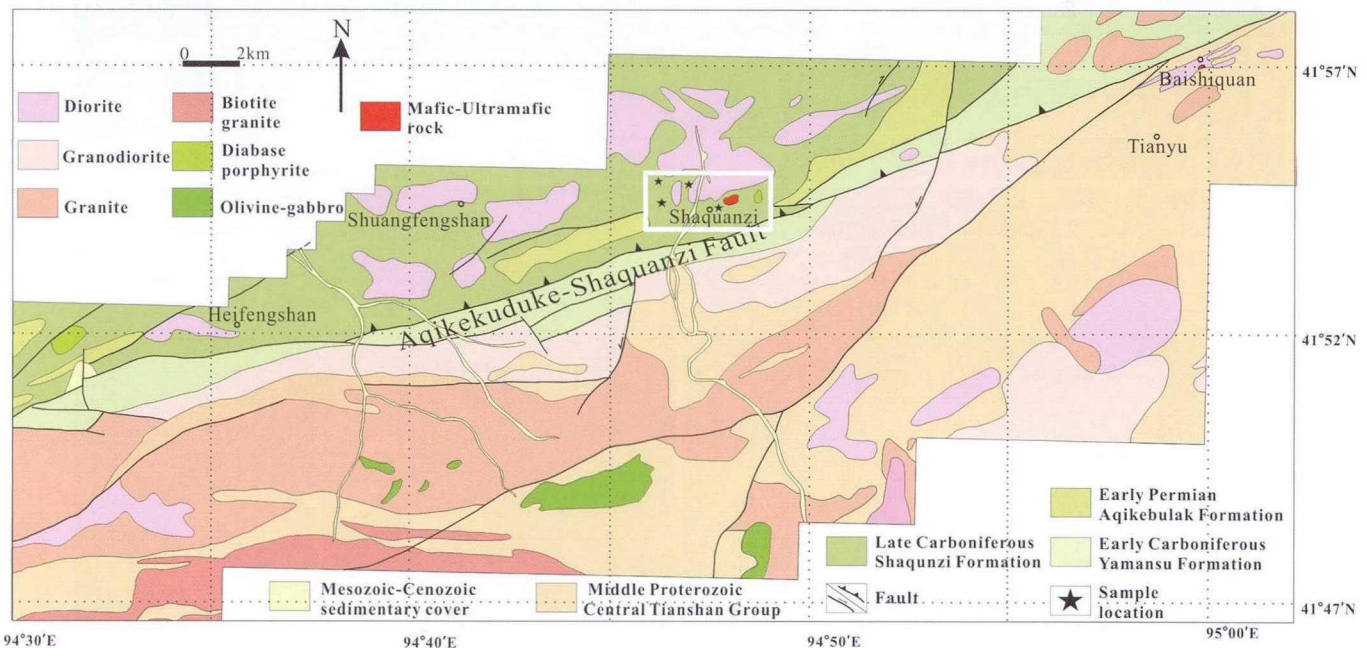 N
0 2km
41°57′N
Baishiquan
Diorite
Biotite
granite
Mafic-Ultramafic
rock
Granodiorite
Diabase
porphyrite
Tianyu
Granite
Olivine-gabbro
Shuangfengshan
Shaquanzi
Heifengshan
Aqikekuduke-Shaquanzi Fault
41°52′N
Early Permian
Aqikebulak Formation
Late Carboniferous
Shaqunzi Formation
Early Carboniferous
Yamansu Formation
Mesozoic-Cenozoic
sedimentary cover
Middle Proterozoic
Central Tianshan Group
Fault
Sample
location
41°47′N
94°30′E
94°40′E
94°50′E
95°00′E